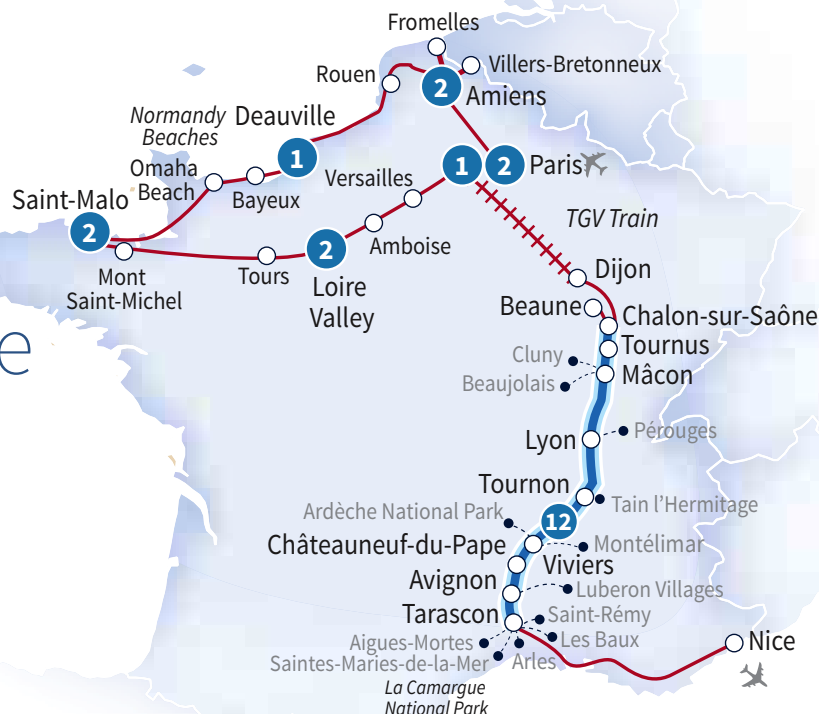 Fromelles
Villers-Bretonneux
Rouen
2
Amiens
Normandy
Beaches
Deauville
1
Omaha
Beach
Bayeux
Versailles
1
2
Paris
Saint-Malo
2
Amboise
TGV Train
Mont
Saint-Michel
Tours
2
Loire
Valley
Dijon
Beaune
Chalon-sur-Saône
Tournus
e
Cluny
Mâcon
Beaujolais
Lyon
Pérouges
Tournon
Tain l’Hermitage
Ardèche National Park
12
Châteauneuf-du-Pape
Montélimar
Viviers
Avignon
Luberon Villages
Tarascon
Saint-Rémy
Les Baux
Aigues-Mortes
Saintes-Maries-de-la-Mer
Arles
Nice
La Camargue
National Park